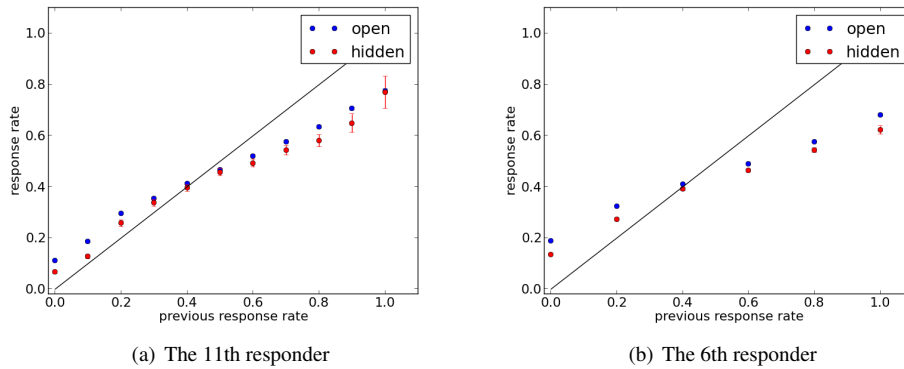 1.0
0.8
0.6
0.4
0.2
0.0
response rate
open
hidden
0.0 0.2 0.4 0.6 0.8 1.0
previous response rate
(a) The 11th responder
1.0
0.8
0.6
0.4
0.2
0.0
response rate
open
hidden
0.0 0.2 0.4 0.6 0.8 1.0
previous response rate
(b) The 6th responder